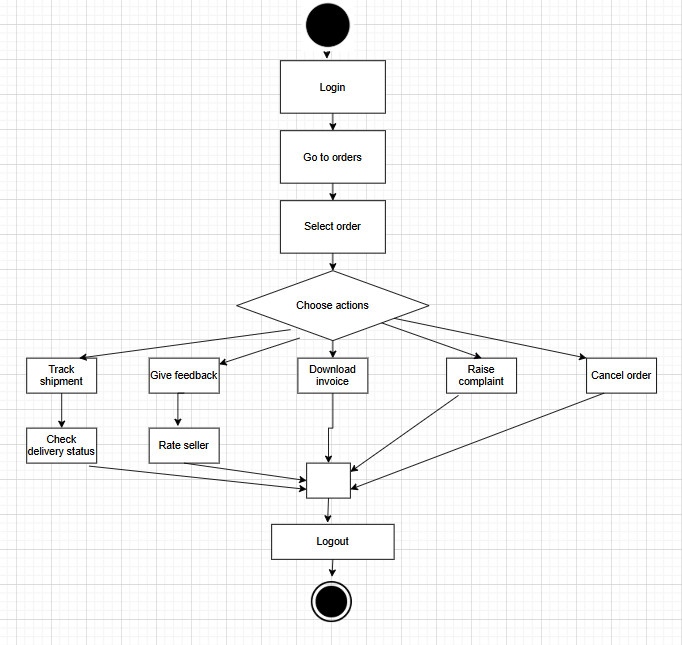 Login
Go to orders
Select order
Choose actions
Track
shipment
Give feedback
Download
invoice
Raise
complaint
Cancel order
Check
delivery status
Rate seller
Logout